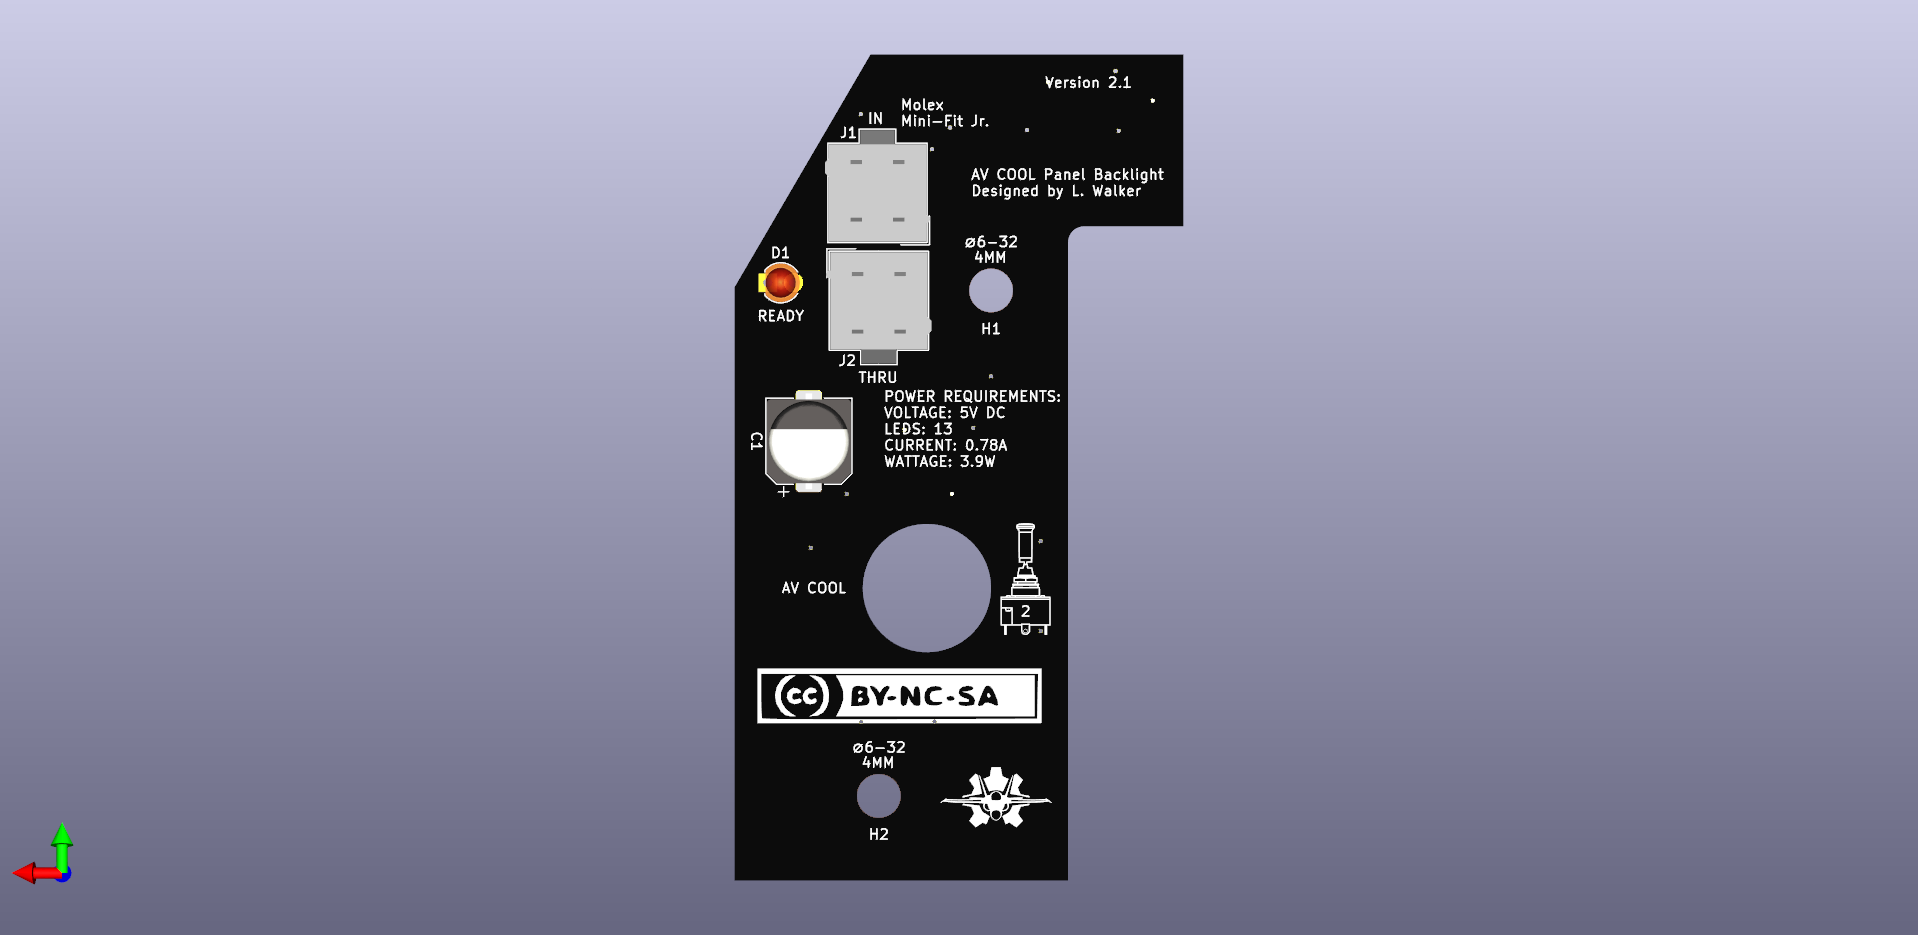 Version 2.1
Molex
Mini-Fit Jr.
IN
J1
AV COOL Panel Backlight
Designed by L. Walker
ø6-32
4MM
H1
D1
READY
J2
THRU
POWER REQUIREMENTS:
VOLTAGE: 5V DC
LEDS: 13
CURRENT: 0.78A
WATTAGE: 3.9W
C1
+
AV COOL
2
cc BY-NC-SA
ø6-32
4MM
H2